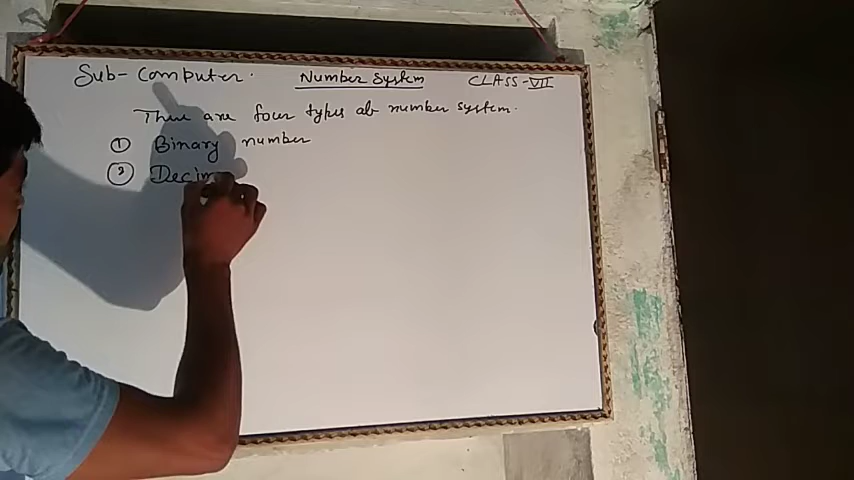 Sub- Computer. Number System CLASS-VII
There are four types ob number system.
① Binary number
② Decim